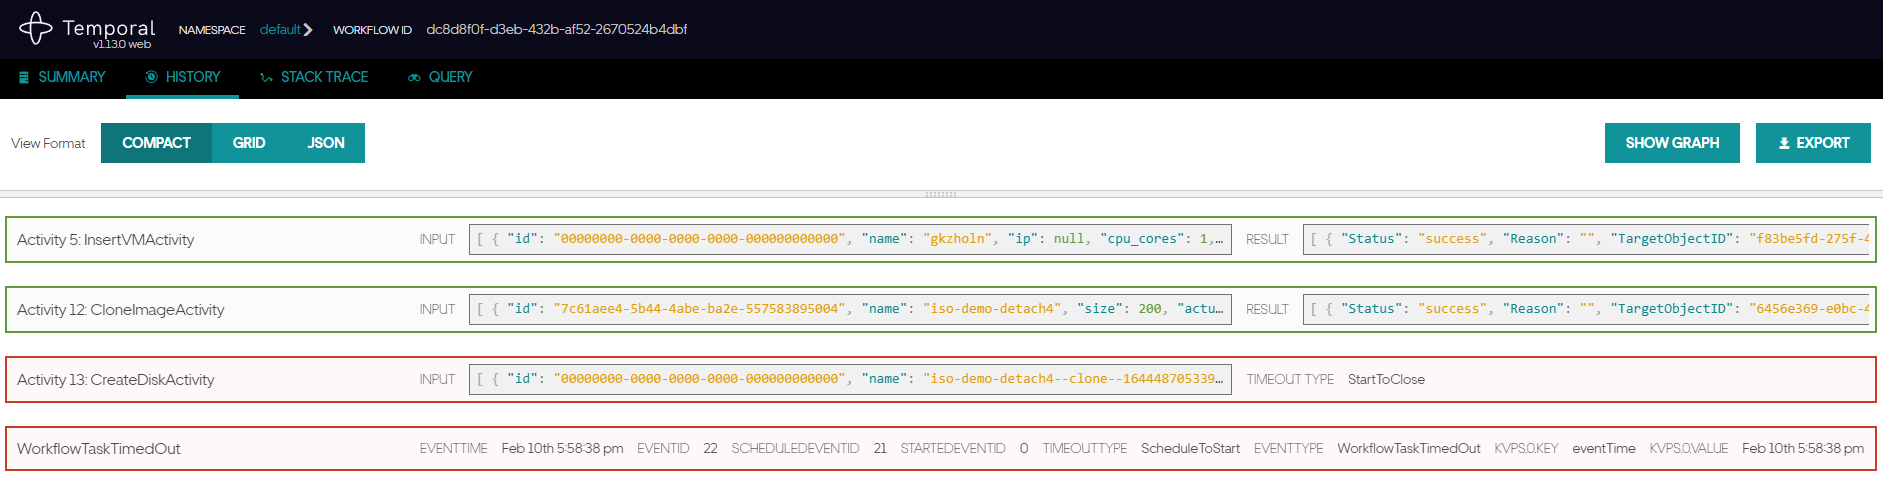 Temporal NAMESPACE default WORKFLOW ID dc8d8f0f-d3eb-432b-af52-2670524b4dbf
v1.13.0 web
SUMMARY HISTORY STACK TRACE QUERY
View Format COMPACT GRID JSON SHOW GRAPH EXPORT
Activity 5: InsertVMActivity INPUT [ { "id": "00000000-0000-0000-0000-000000000000", "name": "gkzholn", "ip": null, "cpu_cores": 1,… RESULT [ { "Status": "success", "Reason": "", "TargetObjectID": "f83be5fd-275f-4
Activity 12: CloneImageActivity INPUT [ { "id": "7c61aee4-5b44-4abe-ba2e-557583895004", "name": "iso-demo-detach4", "size": 200, "actu… RESULT [ { "Status": "success", "Reason": "", "TargetObjectID": "6456e369-e0bc-4
Activity 13: CreateDiskActivity INPUT [ { "id": "00000000-0000-0000-0000-000000000000", "name": "iso-demo-detach4--clone--164448705339… TIMEOUT TYPE StartToClose
WorkflowTaskTimedOut EVENTTIME Feb 10th 5:58:38 pm EVENTID 22 SCHEDULEDEVENTID 21 STARTEDEVENTID 0 TIMEOUTTYPE ScheduleToStart EVENTTYPE WorkflowTaskTimedOut KVPS.0.KEY eventTime KVPS.0.VALUE Feb 10th 5:58:38 pm